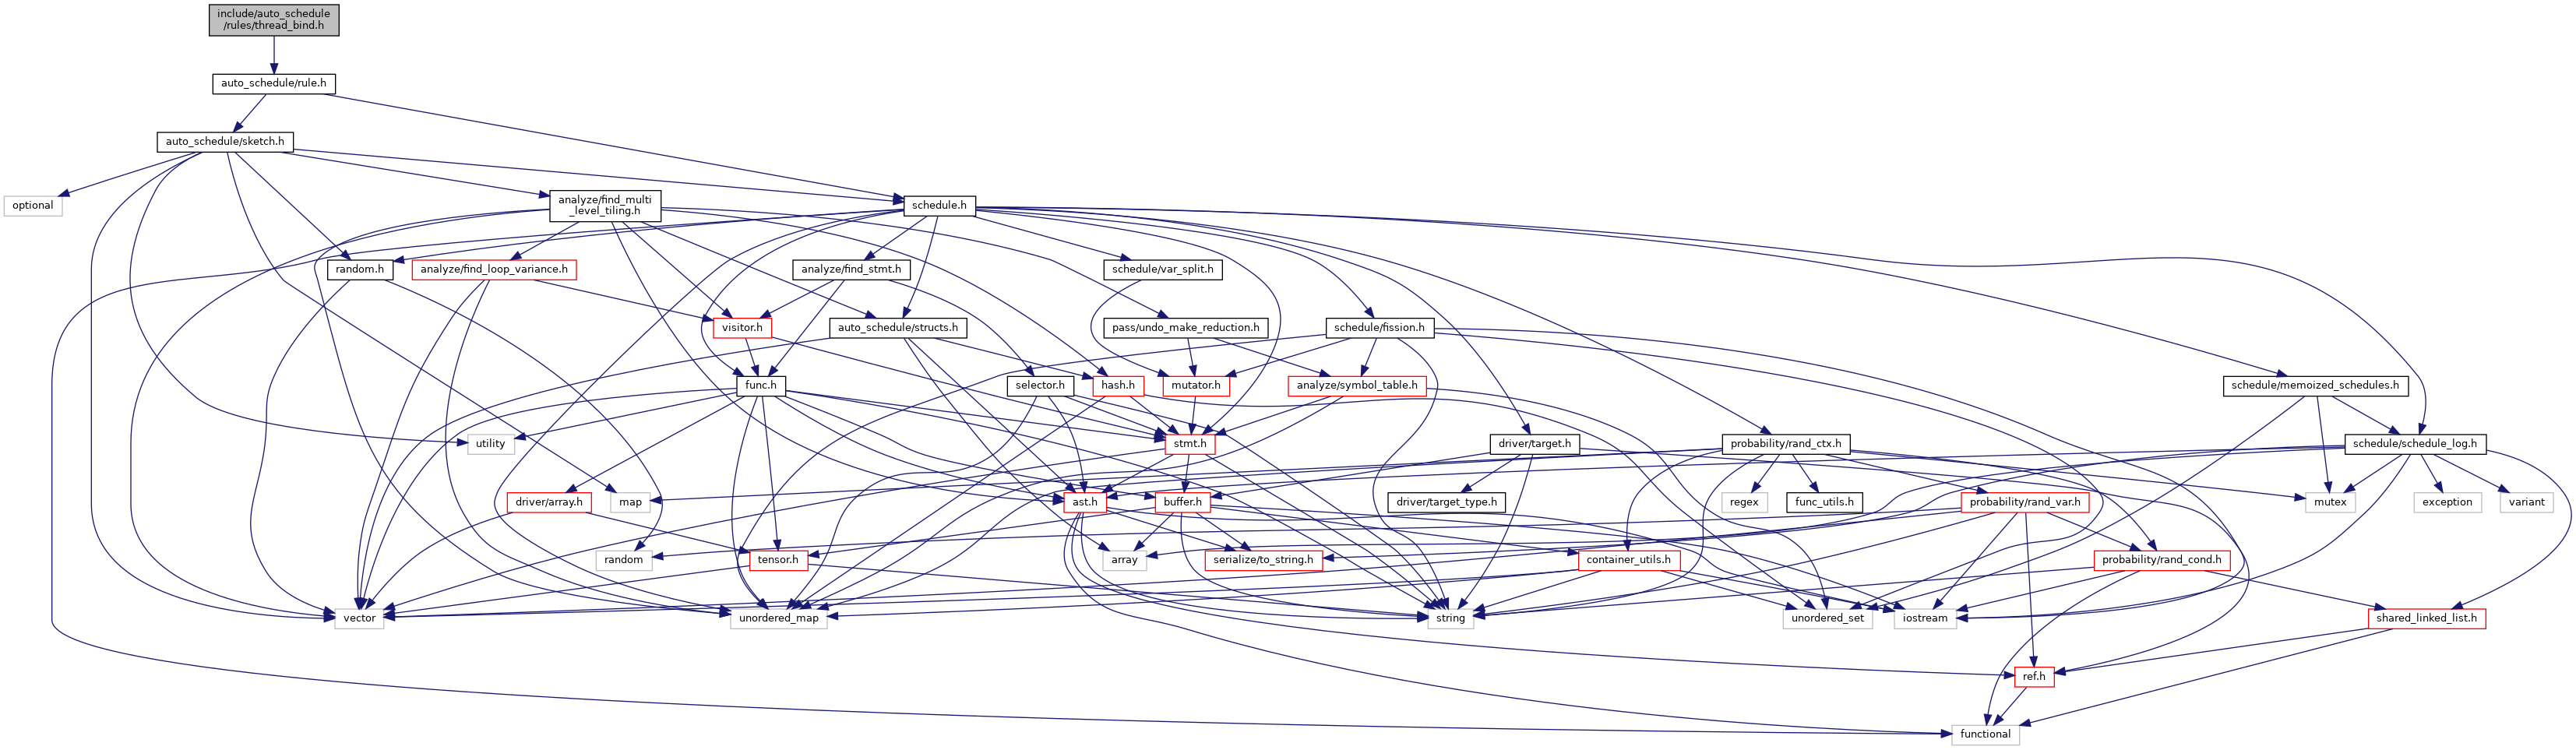 include/auto_schedule
/rules/thread_bind.h
auto_schedule/rule.h
auto_schedule/sketch.h
optional
analyze/find_multi
_level_tiling.h
schedule.h
random.h
analyze/find_loop_variance.h
analyze/find_stmt.h
schedule/var_split.h
visitor.h
auto_schedule/structs.h
pass/undo_make_reduction.h
schedule/fission.h
func.h
selector.h
hash.h
mutator.h
analyze/symbol_table.h
schedule/memoized_schedules.h
utility
stmt.h
driver/target.h
probability/rand_ctx.h
schedule/schedule_log.h
driver/array.h
map
ast.h
buffer.h
driver/target_type.h
regex
func_utils.h
probability/rand_var.h
mutex
exception
variant
random
tensor.h
array
serialize/to_string.h
container_utils.h
probability/rand_cond.h
vector
unordered_map
string
unordered_set
iostream
shared_linked_list.h
ref.h
functional